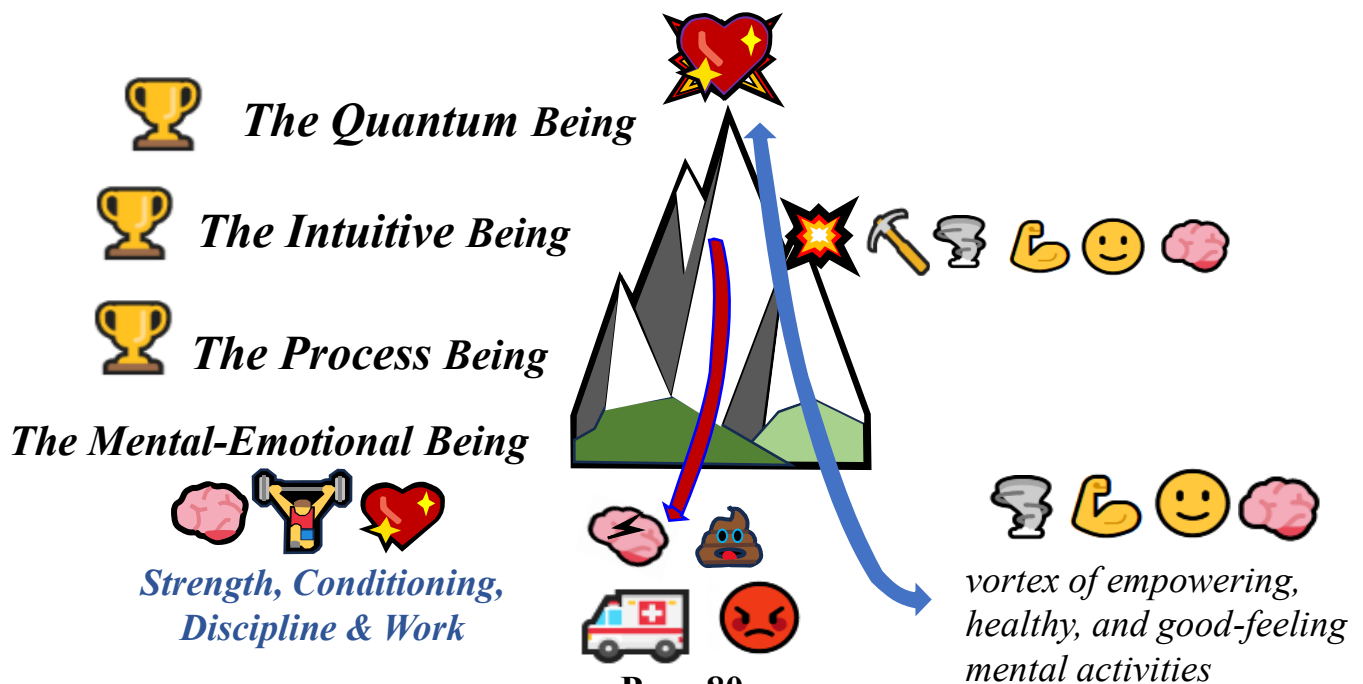 The Quantum Being
The Intuitive Being
The Process Being
The Mental-Emotional Being
Strength, Conditioning,
Discipline & Work
vortex of empowering,
healthy, and good-feeling
mental activities